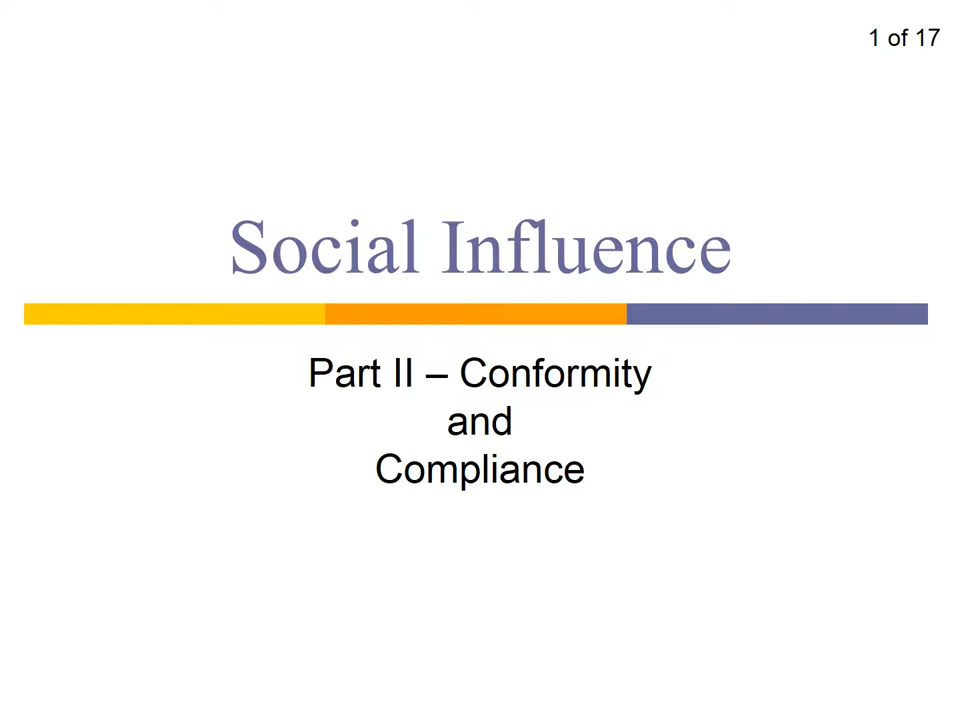 1 of 17
Social Influence
Part II – Conformity
and
Compliance